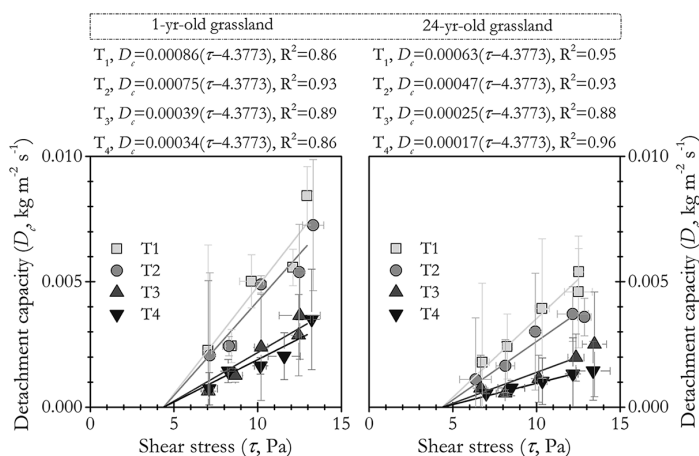 1-yr-old grassland 24-yr-old grassland
T1, Dc=0.00086(τ−4.3773), R²=0.86 T1, Dc=0.00063(τ−4.3773), R²=0.95
T2, Dc=0.00075(τ−4.3773), R²=0.93 T2, Dc=0.00047(τ−4.3773), R²=0.93
T3, Dc=0.00039(τ−4.3773), R²=0.89 T3, Dc=0.00025(τ−4.3773), R²=0.88
T4, Dc=0.00034(τ−4.3773), R²=0.86 T4, Dc=0.00017(τ−4.3773), R²=0.96
Detachment capacity (Dc, kg m⁻² s⁻¹)
0.010
0.005
0.000
T1
T2
T3
T4
0 5 10 15
Shear stress (τ, Pa)
T1
T2
T3
T4
0 5 10 15
Shear stress (τ, Pa)
0.010
0.005
0.000
Detachment capacity (Dc, kg m⁻² s⁻¹)